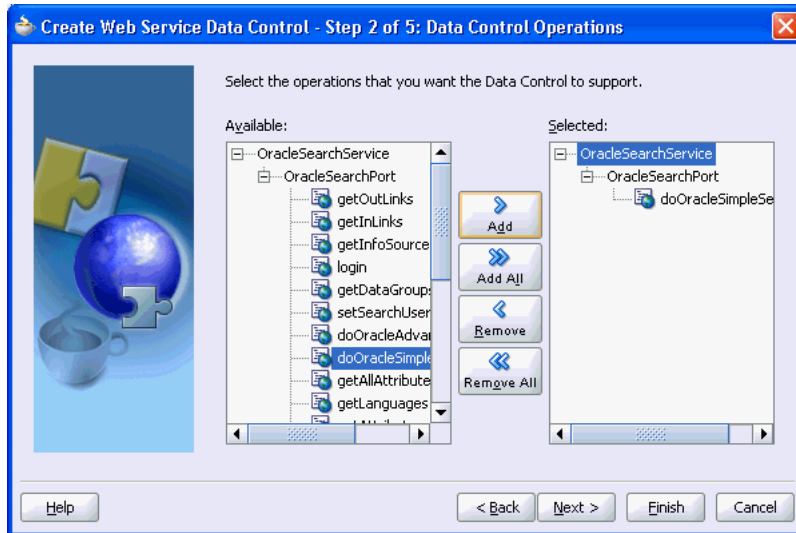 Create Web Service Data Control - Step 2 of 5: Data Control Operations
Select the operations that you want the Data Control to support.
Available:
OracleSearchService
OracleSearchPort
getOutLinks
getInLinks
getInfoSource
login
getDataGroup
setSearchUser
doOracleAdva
doOracleSimple
getAllAttribute
getLanguages
Add
Add All
Remove
Remove All
Selected:
OracleSearchService
OracleSearchPort
doOracleSimpleSe
Help
< Back
Next >
Finish
Cancel